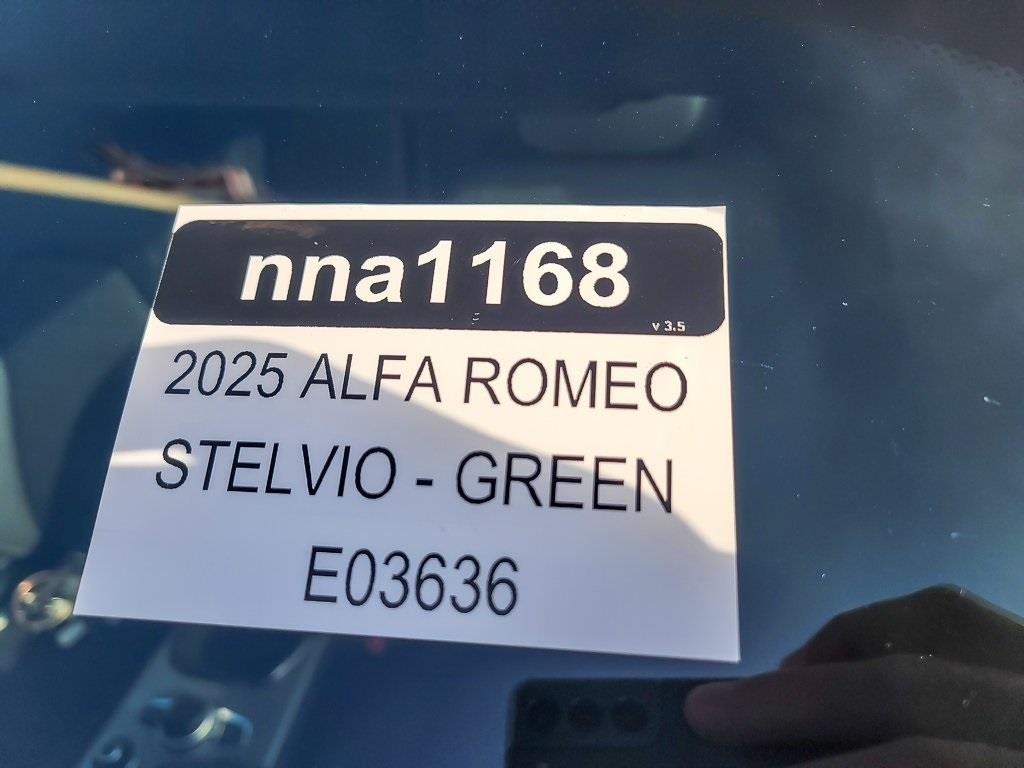 nna1168
v 3.5
2025 ALFA ROMEO
STELVIO - GREEN
E03636